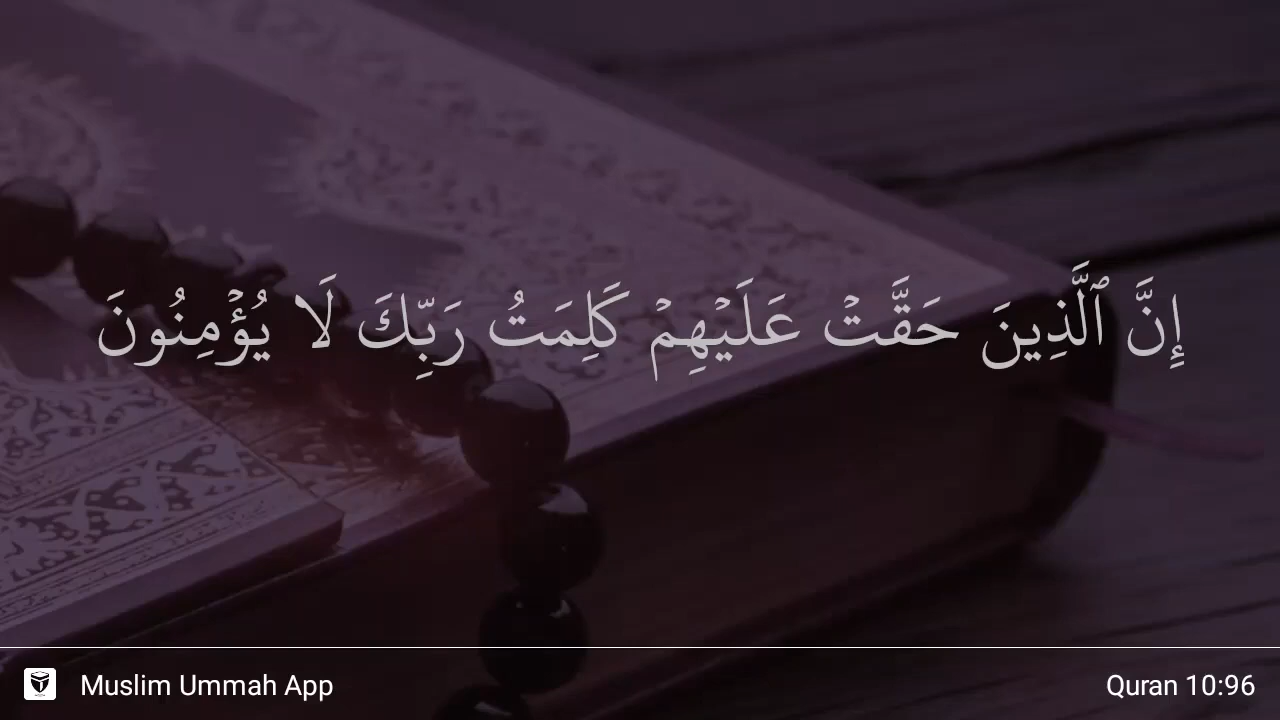 إِنَّ ٱلَّذِينَ حَقَّتْ عَلَيْهِمْ كَلِمَتُ رَبِّكَ لَا يُؤْمِنُونَ
Muslim Ummah App
Quran 10:96